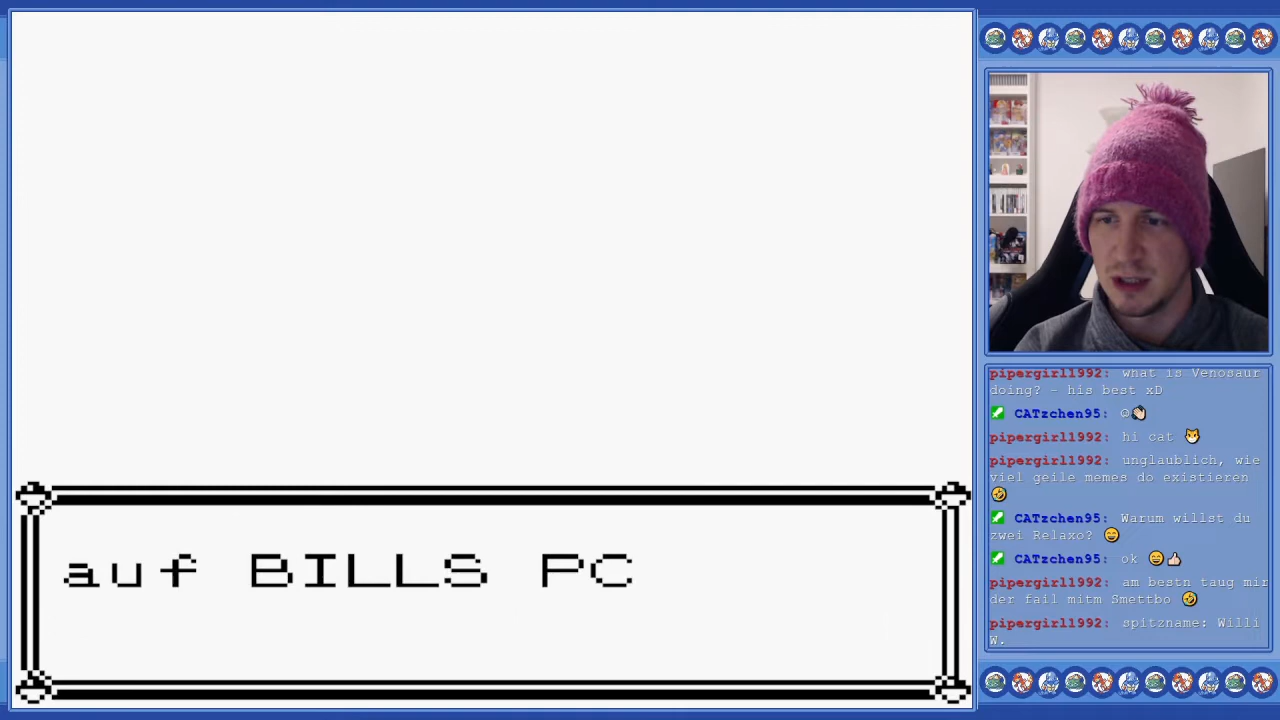 auf BILLS PC
pipergirl1992: what is Venosaur
doing? - his best xD
CATzchen95: ☺👏🏻
pipergirl1992: hi cat 🐱
pipergirl1992: unglaublich, wie
viel geile memes do existieren
🤣
CATzchen95: Warum willst du
zwei Relaxo? 😄
CATzchen95: ok 😄👍🏻
pipergirl1992: am bestn taug mir
der fail mitm Smettbo 🤣
pipergirl1992: spitzname: Willi
W.